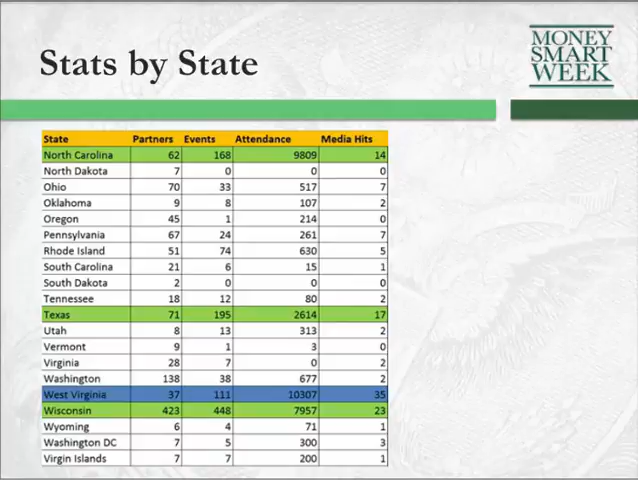 Stats by State
MONEY
SMART
WEEK
State Partners Events Attendance Media Hits
North Carolina 62 168 9809 14
North Dakota 7 0 0 0
Ohio 70 33 517 7
Oklahoma 9 8 107 2
Oregon 45 1 214 0
Pennsylvania 67 24 261 7
Rhode Island 51 74 630 5
South Carolina 21 6 15 1
South Dakota 2 0 0 0
Tennessee 18 12 80 2
Texas 71 195 2614 17
Utah 8 13 313 2
Vermont 9 1 3 0
Virginia 28 7 0 2
Washington 138 38 677 2
West Virginia 37 111 10307 35
Wisconsin 423 448 7957 23
Wyoming 6 4 71 1
Washington DC 7 5 300 3
Virgin Islands 7 7 200 1